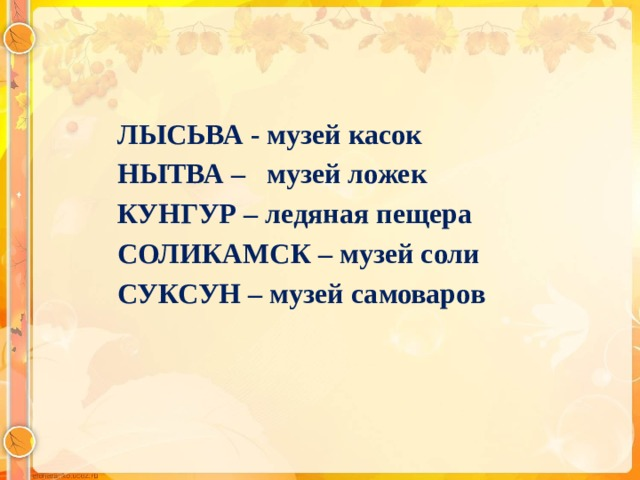 ЛЫСЬВА - музей касок
НЫТВА –   музей ложек
КУНГУР – ледяная пещера
СОЛИКАМСК – музей соли
СУКСУН – музей самоваров